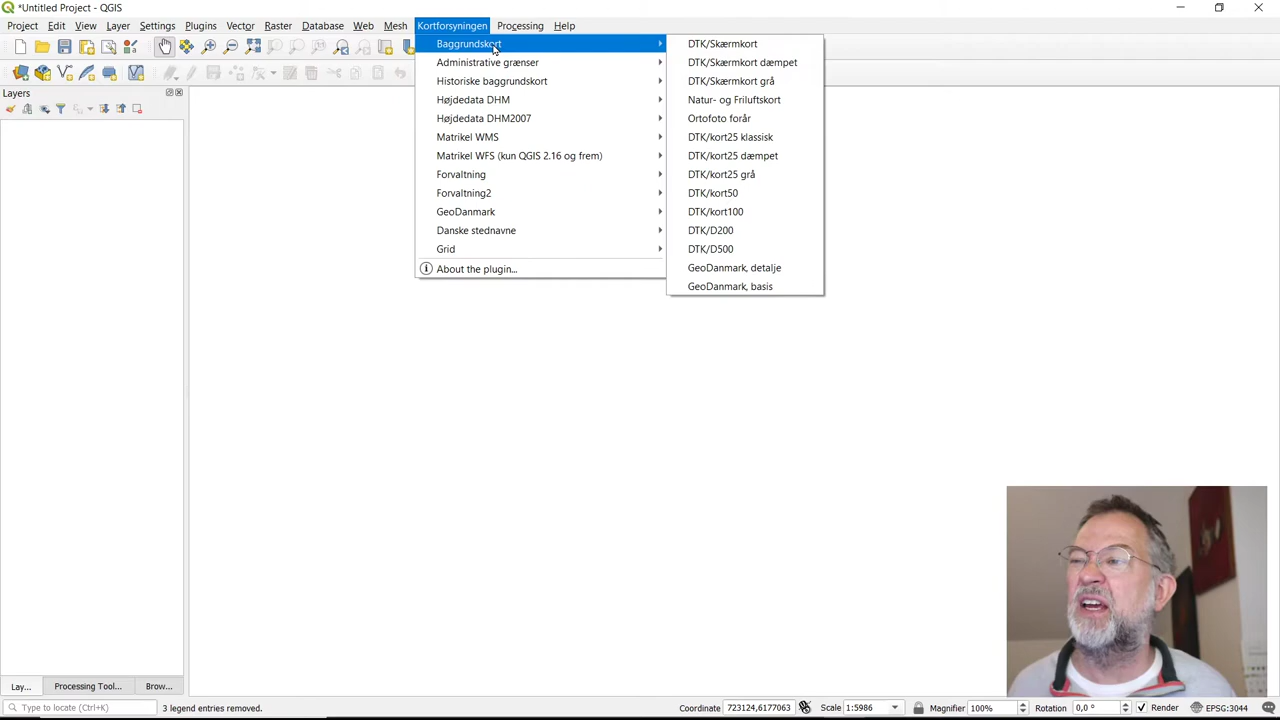 *Untitled Project - QGIS
Project Edit View Layer Settings Plugins Vector Raster Database Web Mesh Kortforsyningen Processing Help
Baggrundskort
Administrative grænser
Historiske baggrundskort
Højdedata DHM
Højdedata DHM2007
Matrikel WMS
Matrikel WFS (kun QGIS 2.16 og frem)
Forvaltning
Forvaltning2
GeoDanmark
Danske stednavne
Grid
About the plugin...
DTK/Skærmkort
DTK/Skærmkort dæmpet
DTK/Skærmkort grå
Natur- og Friluftskort
Ortofoto forår
DTK/kort25 klassisk
DTK/kort25 dæmpet
DTK/kort25 grå
DTK/kort50
DTK/kort100
DTK/D200
DTK/D500
GeoDanmark, detalje
GeoDanmark, basis
Layers
Lay... Processing Tool... Brow...
Type to locate (Ctrl+K) 3 legend entries removed. Coordinate 723124,6177063 Scale 1:5986 Magnifier 100% Rotation 0,0 ° Render EPSG:3044